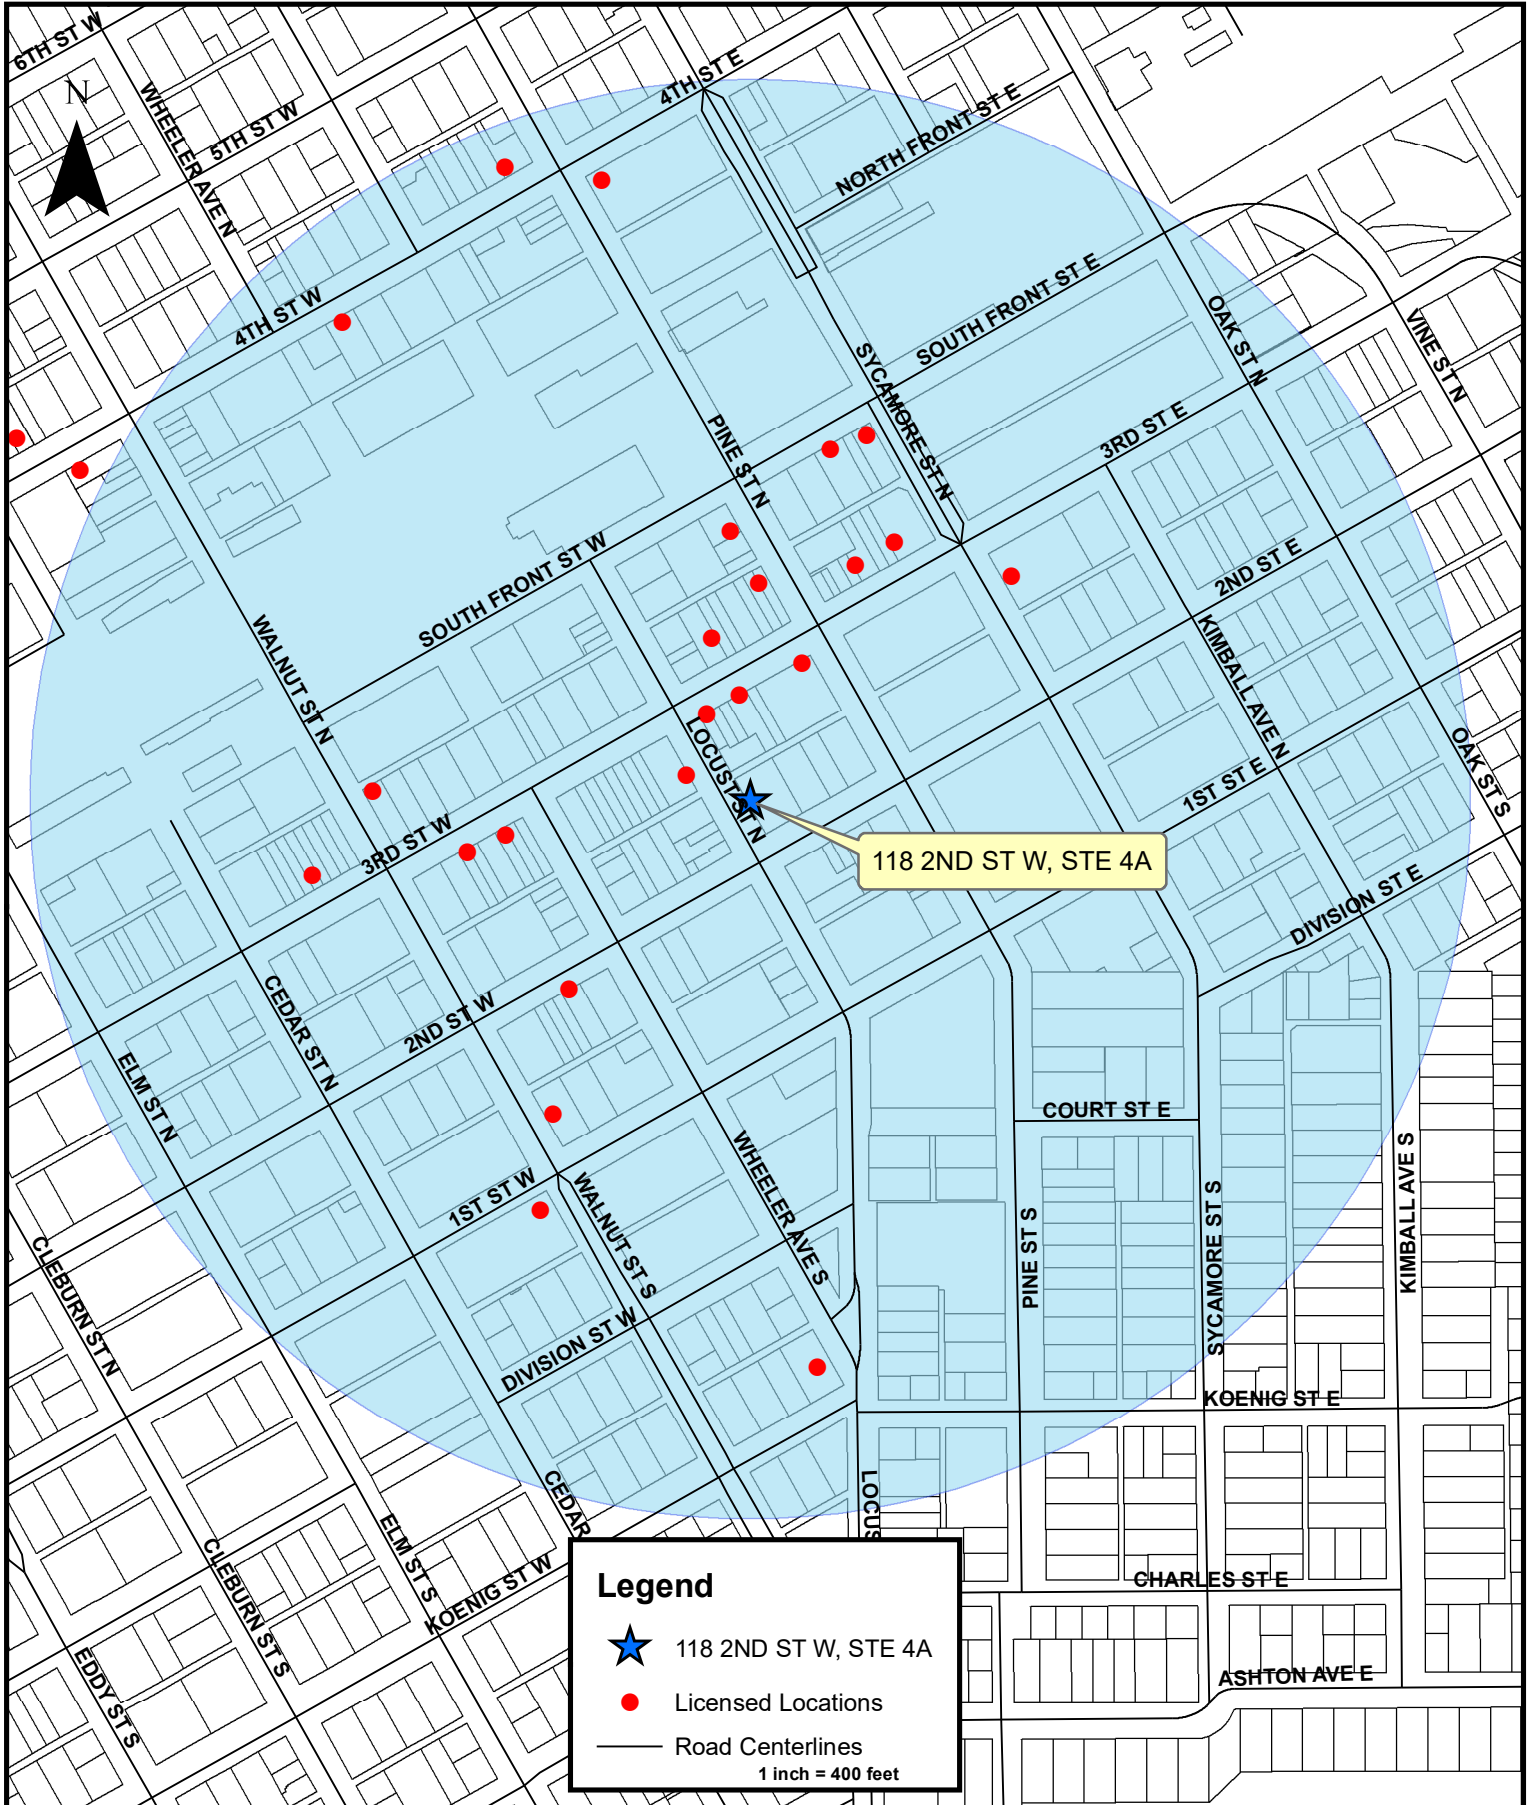 6TH ST W
N
WHEELER AVE N
5TH ST W
4TH ST E
NORTH FRONT ST E
4TH ST W
SOUTH FRONT ST E
OAK ST N
VINE ST N
SYCAMORE ST N
PINE ST N
3RD ST E
2ND ST E
SOUTH FRONT ST W
WALNUT ST N
KIMBALL AVE N
LOCUST ST N
OAK ST S
1ST ST E
3RD ST W
118 2ND ST W, STE 4A
DIVISION ST E
CEDAR ST N
2ND ST W
ELM ST N
COURT ST E
WHEELER AVE S
KIMBALL AVE S
1ST ST W
WALNUT ST S
PINE ST S
SYCAMORE ST S
CLEBURN ST N
DIVISION ST W
KOENIG ST E
CEDAR
LOCUS
ELM ST S
CLEBURN ST S
KOENIG ST W
CHARLES ST E
EDDY ST S
ASHTON AVE E
Legend
118 2ND ST W, STE 4A
Licensed Locations
Road Centerlines
1 inch = 400 feet